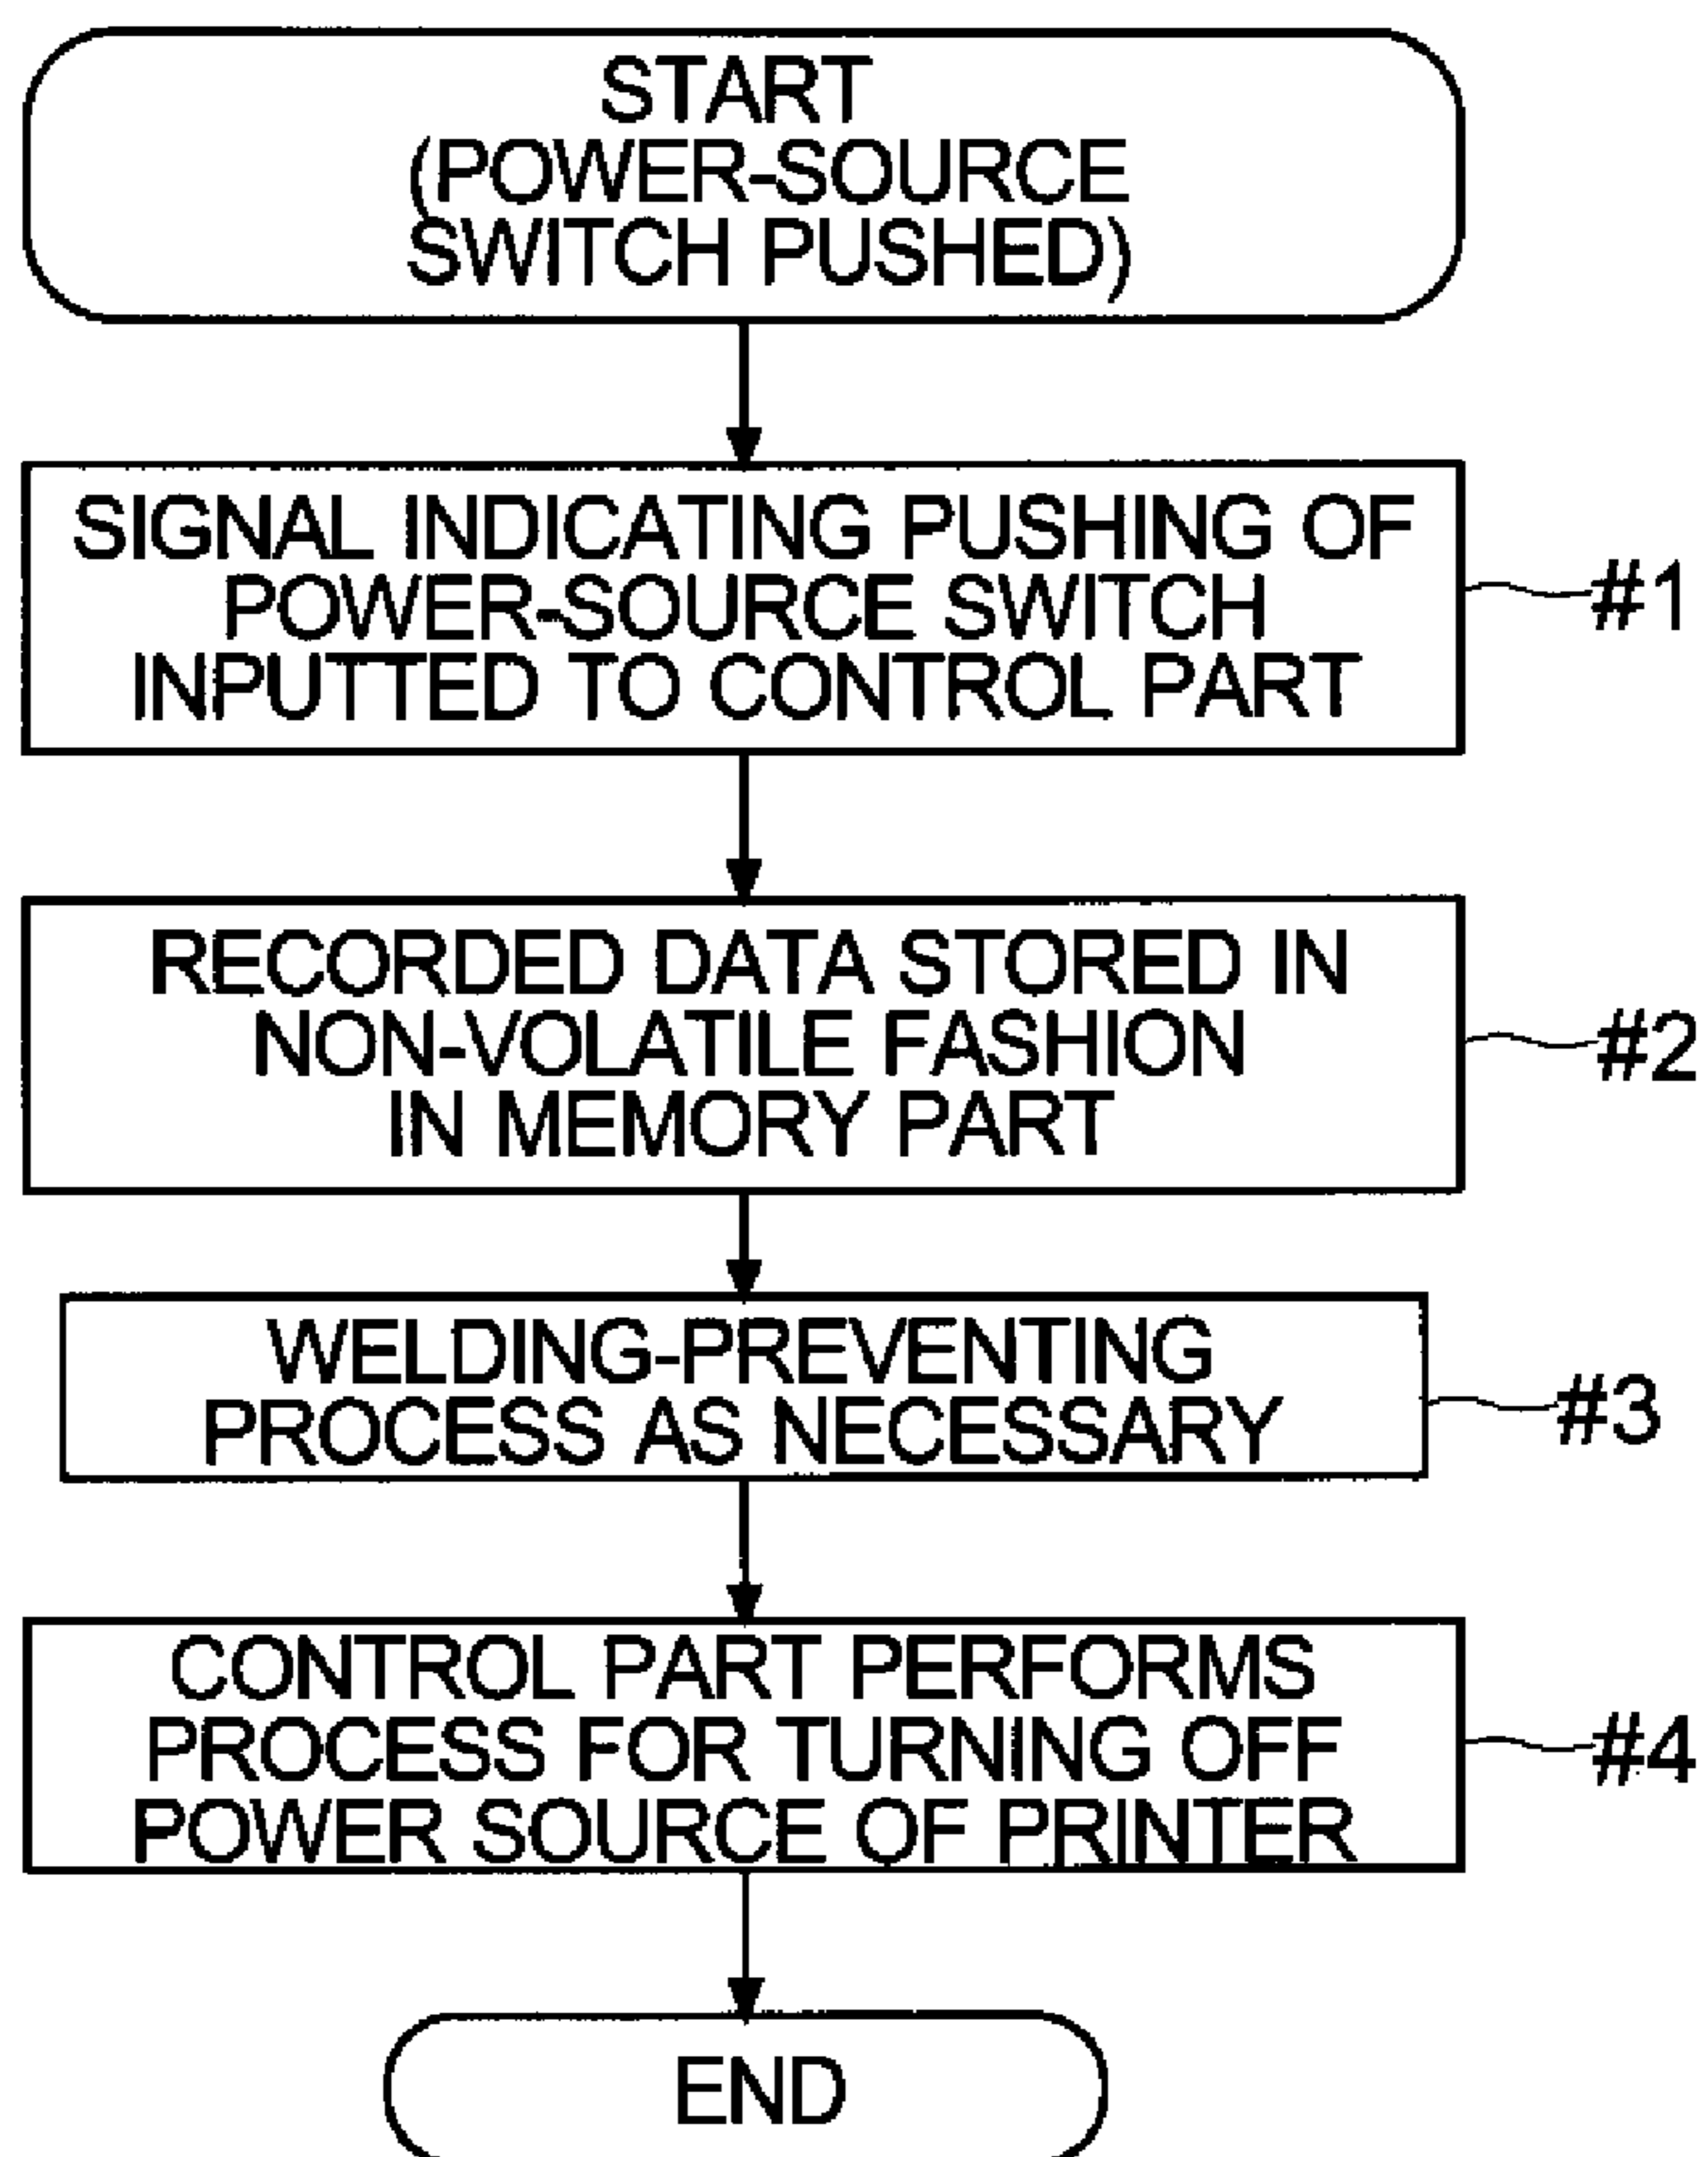 START
(POWER-SOURCE
SWITCH PUSHED)
SIGNAL INDICATING PUSHING OF
POWER-SOURCE SWITCH
INPUTTED TO CONTROL PART
#1
RECORDED DATA STORED IN
NON-VOLATILE FASHION
IN MEMORY PART
#2
WELDING-PREVENTING
PROCESS AS NECESSARY
#3
CONTROL PART PERFORMS
PROCESS FOR TURNING OFF
POWER SOURCE OF PRINTER
#4
END